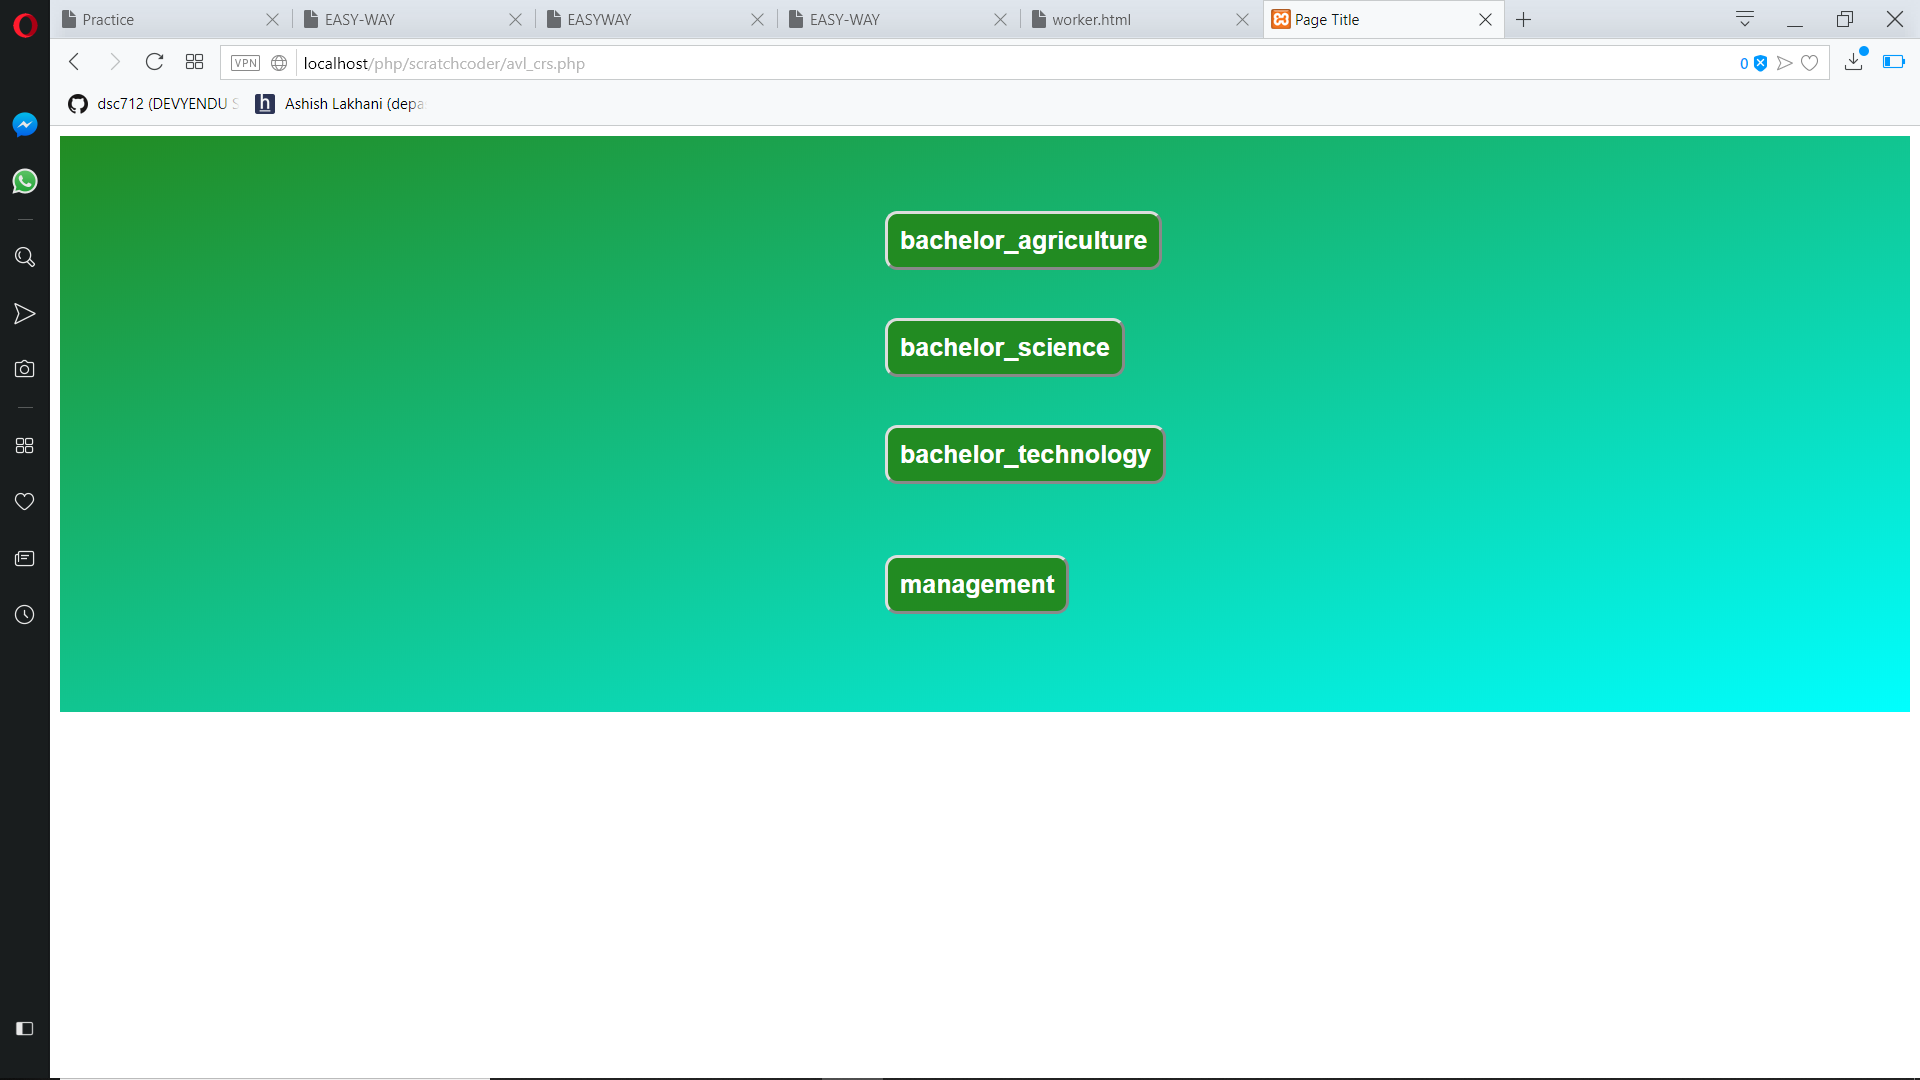 Practice
EASY-WAY
EASYWAY
EASY-WAY
worker.html
Page Title
VPN
localhost/php/scratchcoder/avl_crs.php
0
dsc712 (DEVYENDU S
h
Ashish Lakhani (depa
bachelor_agriculture
bachelor_science
bachelor_technology
management